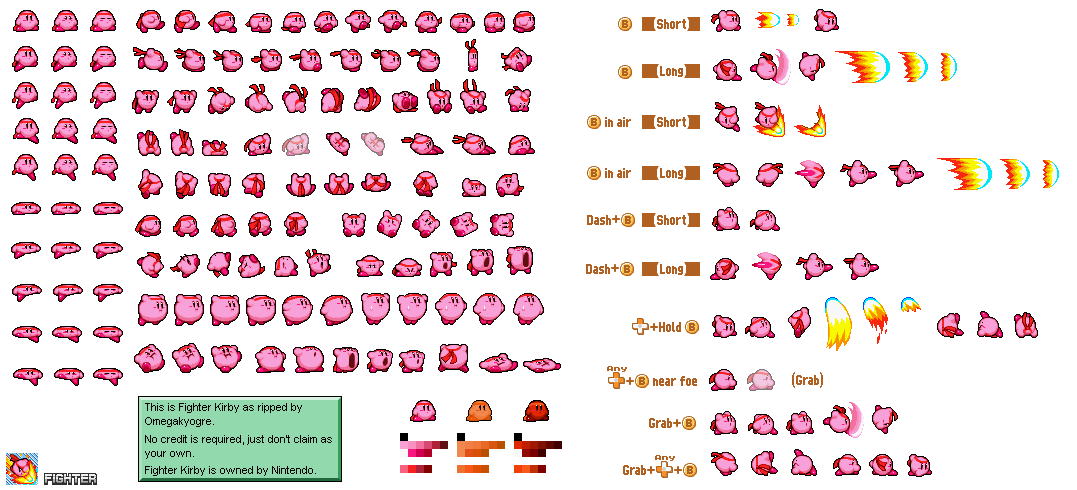 B Short
B Long
B in air Short
B in air Long
Dash+B Short
Dash+B Long
+Hold B
Any
+B near foe (Grab)
Grab+B
Any
Grab+ +B
This is Fighter Kirby as ripped by
Omegakyogre.
No credit is required, just don't claim as
your own.
Fighter Kirby is owned by Nintendo.
FIGHTER